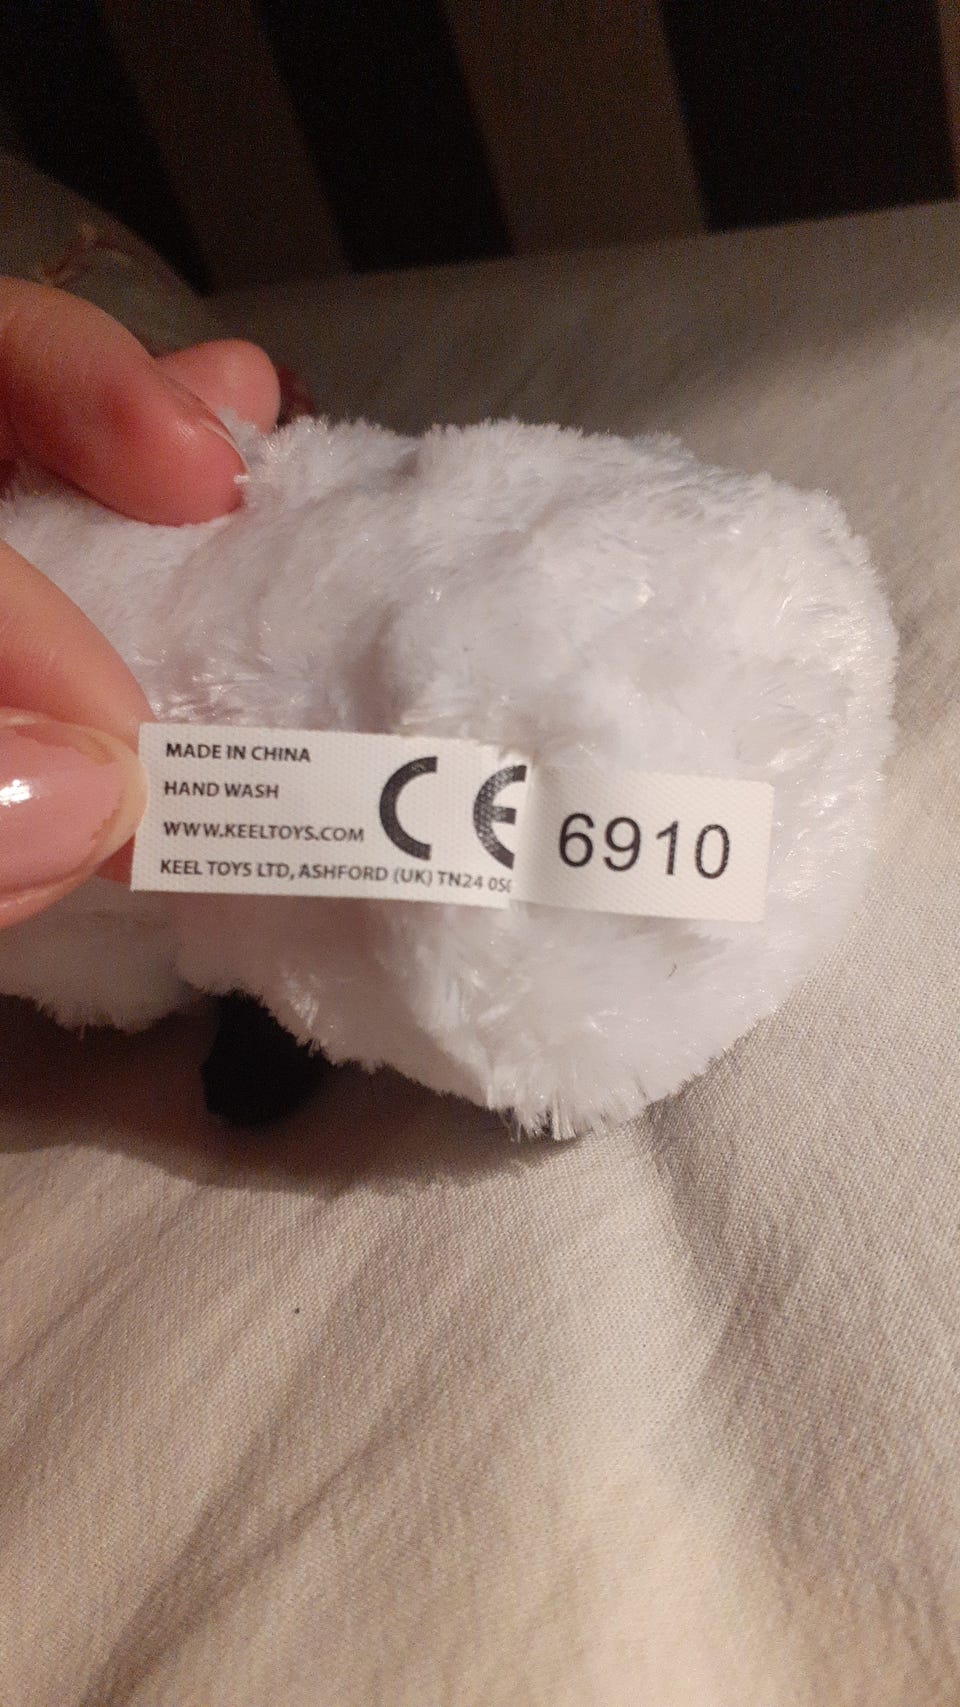 MADE IN CHINA
HAND WASH
WWW.KEELTOYS.COM
KEEL TOYS LTD, ASHFORD (UK) TN24
CE
6910